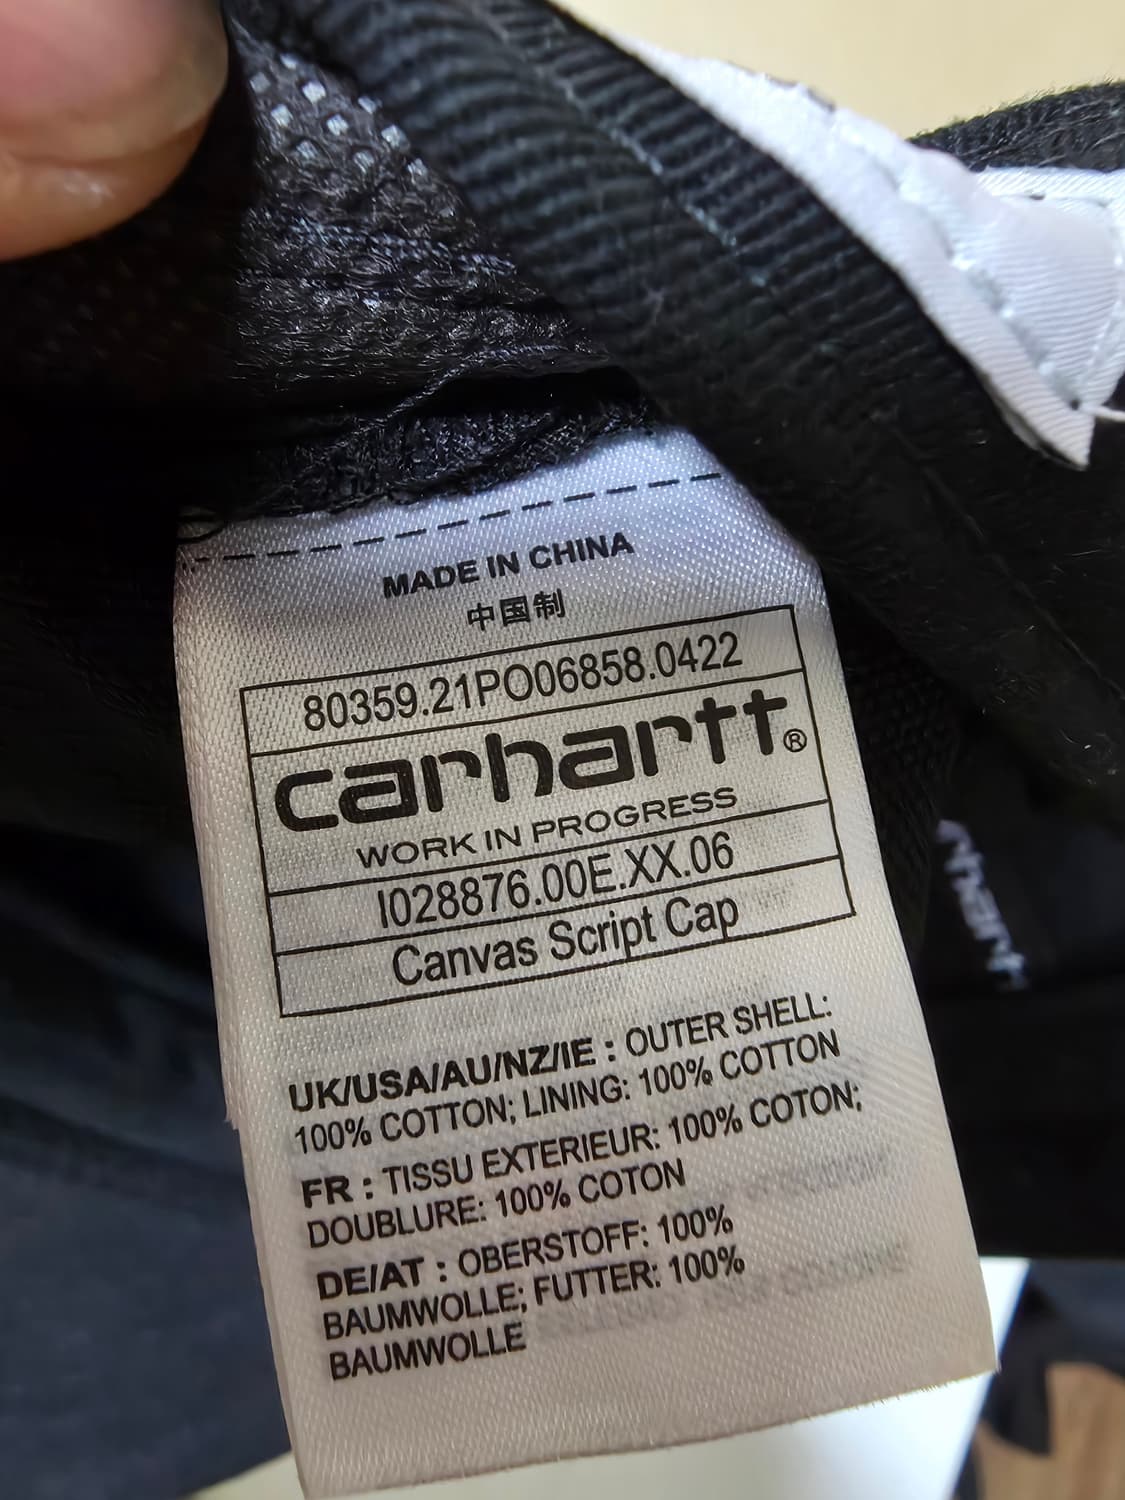 MADE IN CHINA
中国制
80359.21PO06858.0422
carhartt®
WORK IN PROGRESS
I028876.00E.XX.06
Canvas Script Cap
UK/USA/AU/NZ/IE : OUTER SHELL:
100% COTTON; LINING: 100% COTTON
FR : TISSU EXTERIEUR: 100% COTON;
DOUBLURE: 100% COTON
DE/AT : OBERSTOFF: 100%
BAUMWOLLE; FUTTER: 100%
BAUMWOLLE